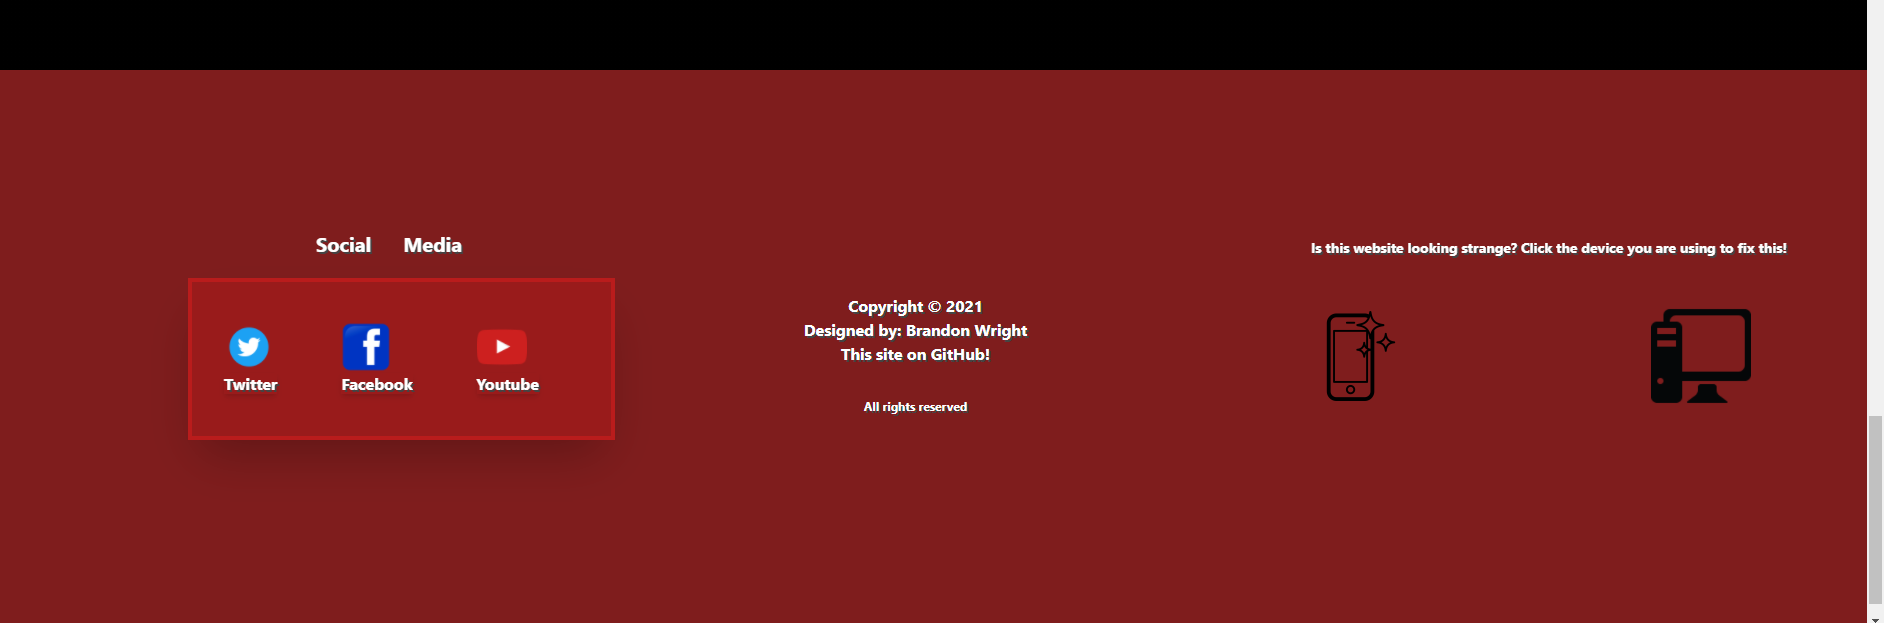 Social Media
Twitter
Facebook
Youtube
Copyright © 2021
Designed by: Brandon Wright
This site on GitHub!
All rights reserved
Is this website looking strange? Click the device you are using to fix this!